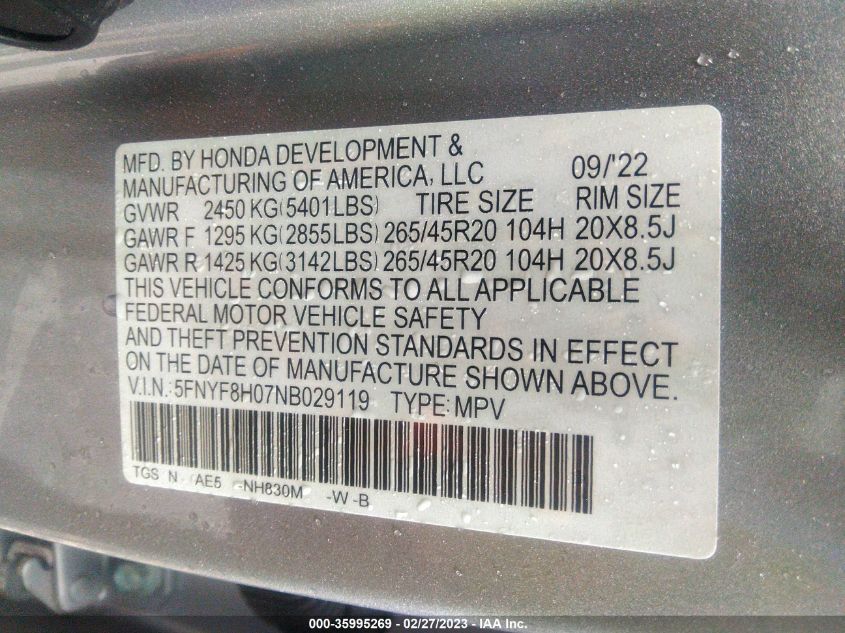 MFD. BY HONDA DEVELOPMENT &
MANUFACTURING OF AMERICA, LLC 09/'22
GVWR 2450 KG(5401LBS) TIRE SIZE RIM SIZE
GAWR F 1295 KG(2855LBS) 265/45R20 104H 20X8.5J
GAWR R 1425 KG(3142LBS) 265/45R20 104H 20X8.5J
THIS VEHICLE CONFORMS TO ALL APPLICABLE
FEDERAL MOTOR VEHICLE SAFETY
AND THEFT PREVENTION STANDARDS IN EFFECT
ON THE DATE OF MANUFACTURE SHOWN ABOVE.
V.I.N.: 5FNYF8H07NB029119 TYPE: MPV
TGS N AE5 -NH830M -W -B
000-35995269 - 02/27/2023 - IAA Inc.